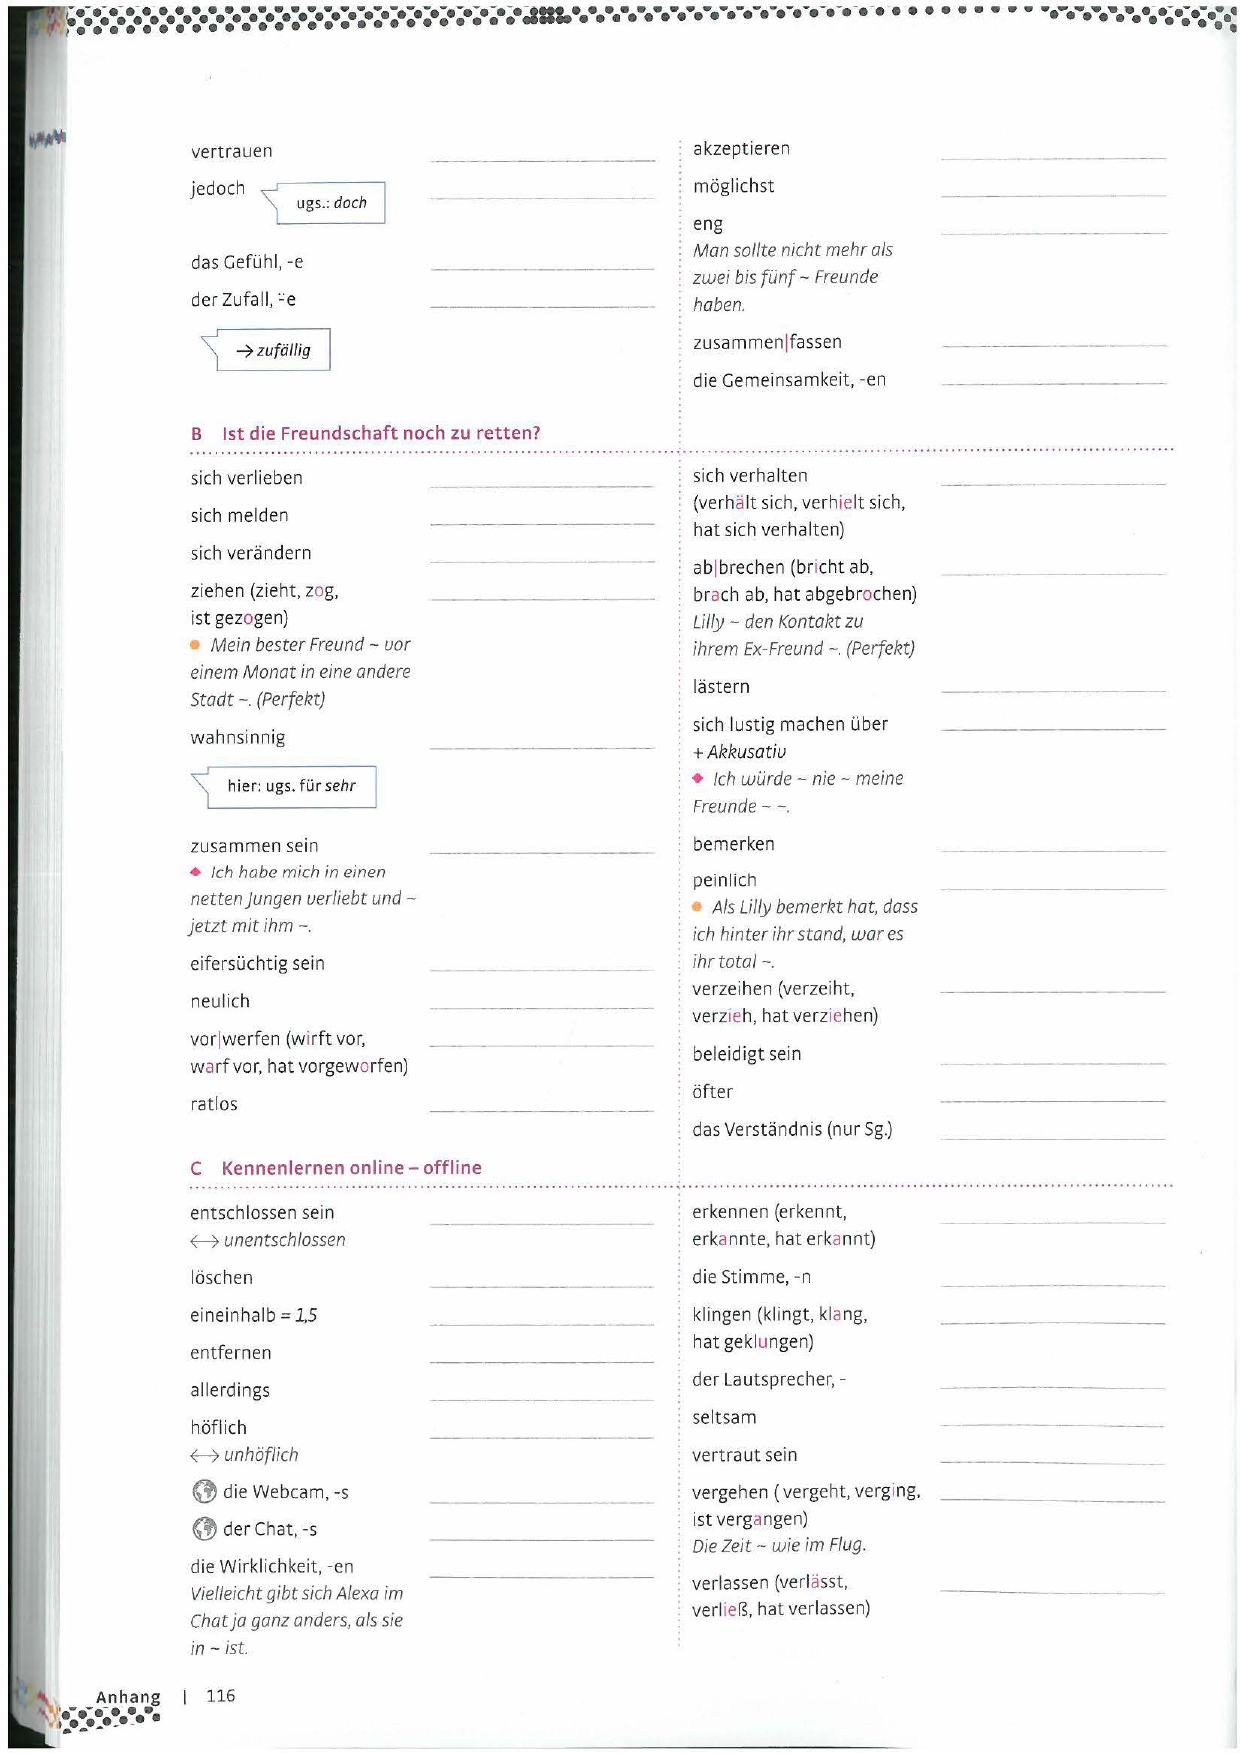 vertrauen
jedoch
ugs.: doch
das Gefühl, -e
der Zufall, ⸚e
→ zufällig
akzeptieren
möglichst
eng
Man sollte nicht mehr als
zwei bis fünf ~ Freunde
haben.
zusammen|fassen
die Gemeinsamkeit, -en
B Ist die Freundschaft noch zu retten?
sich verlieben
sich melden
sich verändern
ziehen (zieht, zog,
ist gezogen)
● Mein bester Freund ~ vor
einem Monat in eine andere
Stadt ~. (Perfekt)
wahnsinnig
hier: ugs. für sehr
zusammen sein
◆ Ich habe mich in einen
netten Jungen verliebt und ~
jetzt mit ihm ~.
eifersüchtig sein
neulich
vor|werfen (wirft vor,
warf vor, hat vorgeworfen)
ratlos
sich verhalten
(verhält sich, verhielt sich,
hat sich verhalten)
ab|brechen (bricht ab,
brach ab, hat abgebrochen)
Lilly ~ den Kontakt zu
ihrem Ex-Freund ~. (Perfekt)
lästern
sich lustig machen über
+ Akkusativ
◆ Ich würde ~ nie ~ meine
Freunde ~ ~.
bemerken
peinlich
● Als Lilly bemerkt hat, dass
ich hinter ihr stand, war es
ihr total ~.
verzeihen (verzeiht,
verzieh, hat verziehen)
beleidigt sein
öfter
das Verständnis (nur Sg.)
C Kennenlernen online – offline
entschlossen sein
↔ unentschlossen
löschen
eineinhalb = 1,5
entfernen
allerdings
höflich
↔ unhöflich
die Webcam, -s
der Chat, -s
die Wirklichkeit, -en
Vielleicht gibt sich Alexa im
Chat ja ganz anders, als sie
in ~ ist.
erkennen (erkennt,
erkannte, hat erkannt)
die Stimme, -n
klingen (klingt, klang,
hat geklungen)
der Lautsprecher, -
seltsam
vertraut sein
vergehen ( vergeht, verging,
ist vergangen)
Die Zeit ~ wie im Flug.
verlassen (verlässt,
verließ, hat verlassen)
Anhang | 116